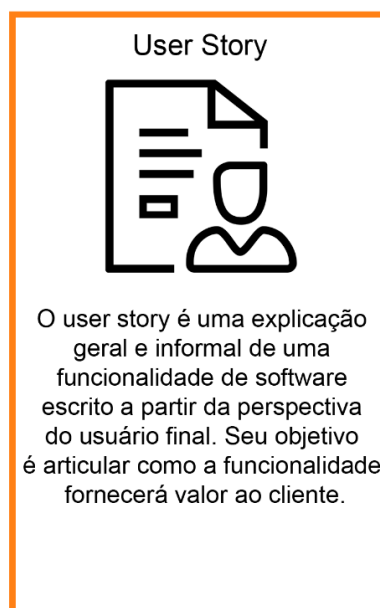 User Story
O user story é uma explicação
geral e informal de uma
funcionalidade de software
escrito a partir da perspectiva
do usuário final. Seu objetivo
é articular como a funcionalidade
fornecerá valor ao cliente.